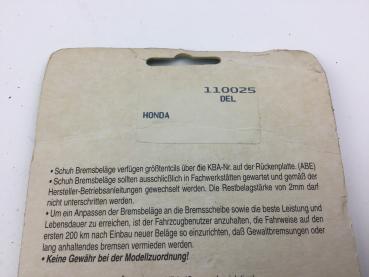 110025
OEL
HONDA
• Schuh Bremsbeläge verfügen größtentcils über die KBA-Nr. auf der Rückenplatte. (ABE)
• Schuh Bremsbeläge sollten ausschließlich in Fachwerkstätten gewartet und gemäß der
Hersteller-Betriebsanleitungen gewechselt werden. Die Restbelagstärke von 2mm darf
nicht unterschritten werden.
• Um ein Anpassen der Bremsbeläge an die Bremsscheibe sowie die beste Leistung und
Lebensdauer zu erreichen, ist der Fahrzeugbenutzer anzuhalten, die Fahrweise auf den
ersten 200 km nach Einbau neuer Beläge so einzurichten, daß Gewaltbremsungen oder
lang anhaltendes bremsen vermieden werden.
• Keine Gewähr bei der Modellzuordnung!